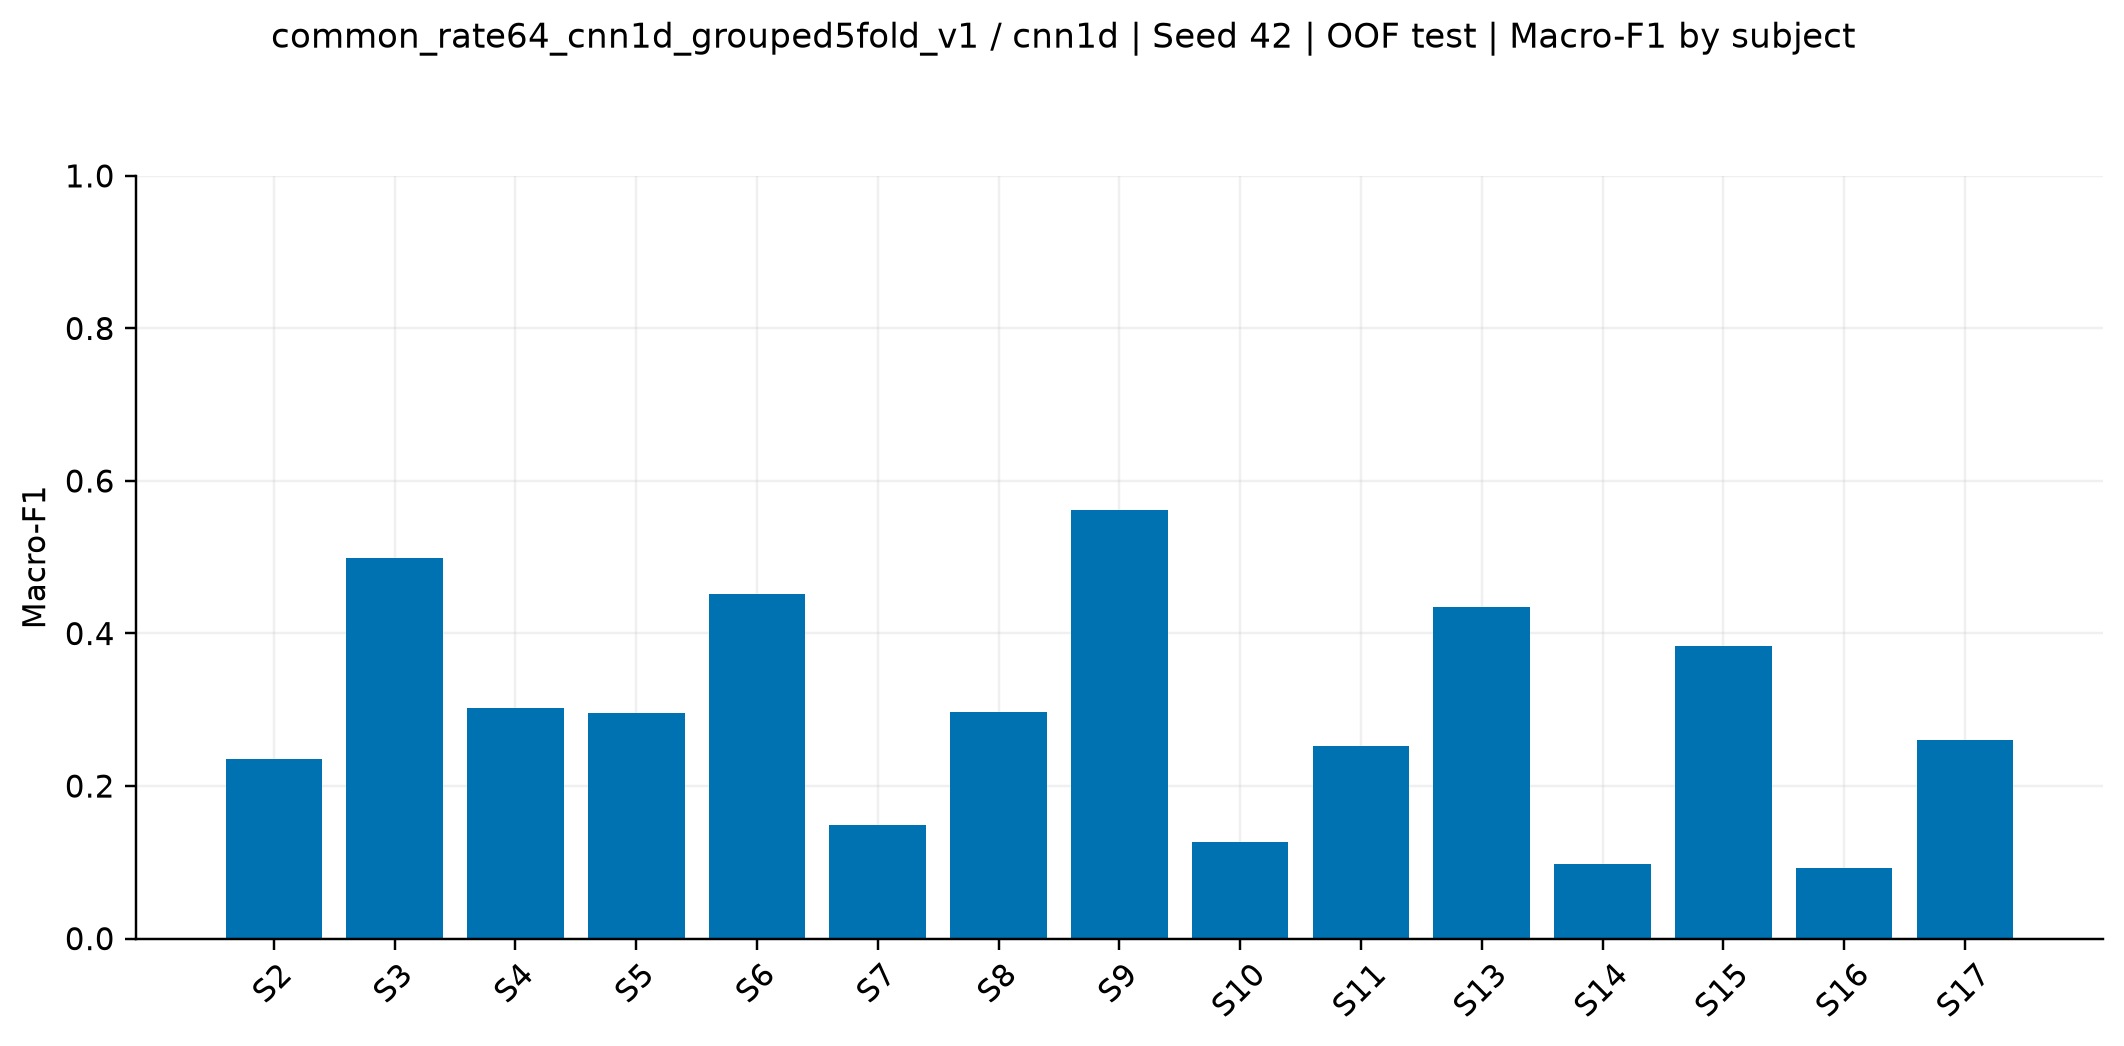 common_rate64_cnn1d_grouped5fold_v1 / cnn1d | Seed 42 | OOF test | Macro-F1 by subject
1.0
0.8
0.6
0.4
0.2
0.0
Macro-F1
S2
S3
S4
S5
S6
S7
S8
S9
S10
S11
S13
S14
S15
S16
S17